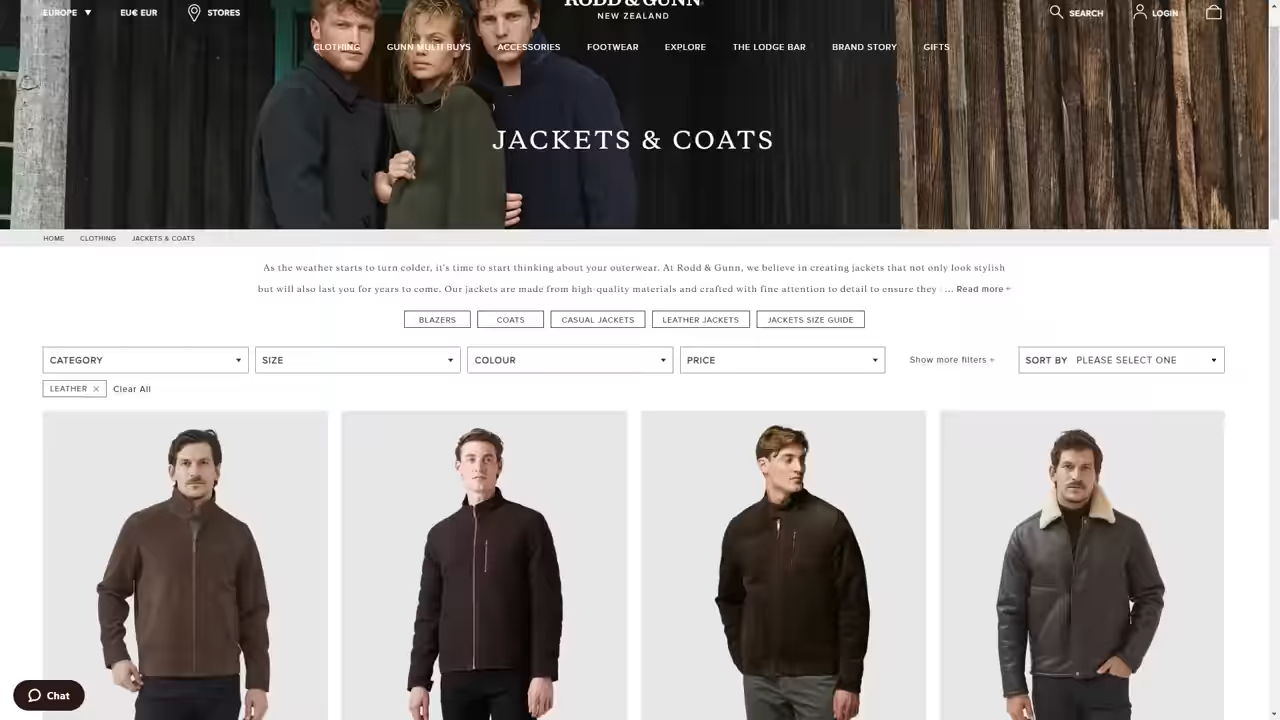 EUROPE
EU€ EUR
STORES
RODD & GUNN
NEW ZEALAND
SEARCH
LOGIN
CLOTHING
GUNN MULTI BUYS
ACCESSORIES
FOOTWEAR
EXPLORE
THE LODGE BAR
BRAND STORY
GIFTS
JACKETS & COATS
HOME
CLOTHING
JACKETS & COATS
As the weather starts to turn colder, it's time to start thinking about your outerwear. At Rodd & Gunn, we believe in creating jackets that not only look stylish
but will also last you for years to come. Our jackets are made from high-quality materials and crafted with fine attention to detail to ensure they ... Read more +
BLAZERS
COATS
CASUAL JACKETS
LEATHER JACKETS
JACKETS SIZE GUIDE
CATEGORY
SIZE
COLOUR
PRICE
Show more filters +
SORT BY PLEASE SELECT ONE
LEATHER ×
Clear All
Chat